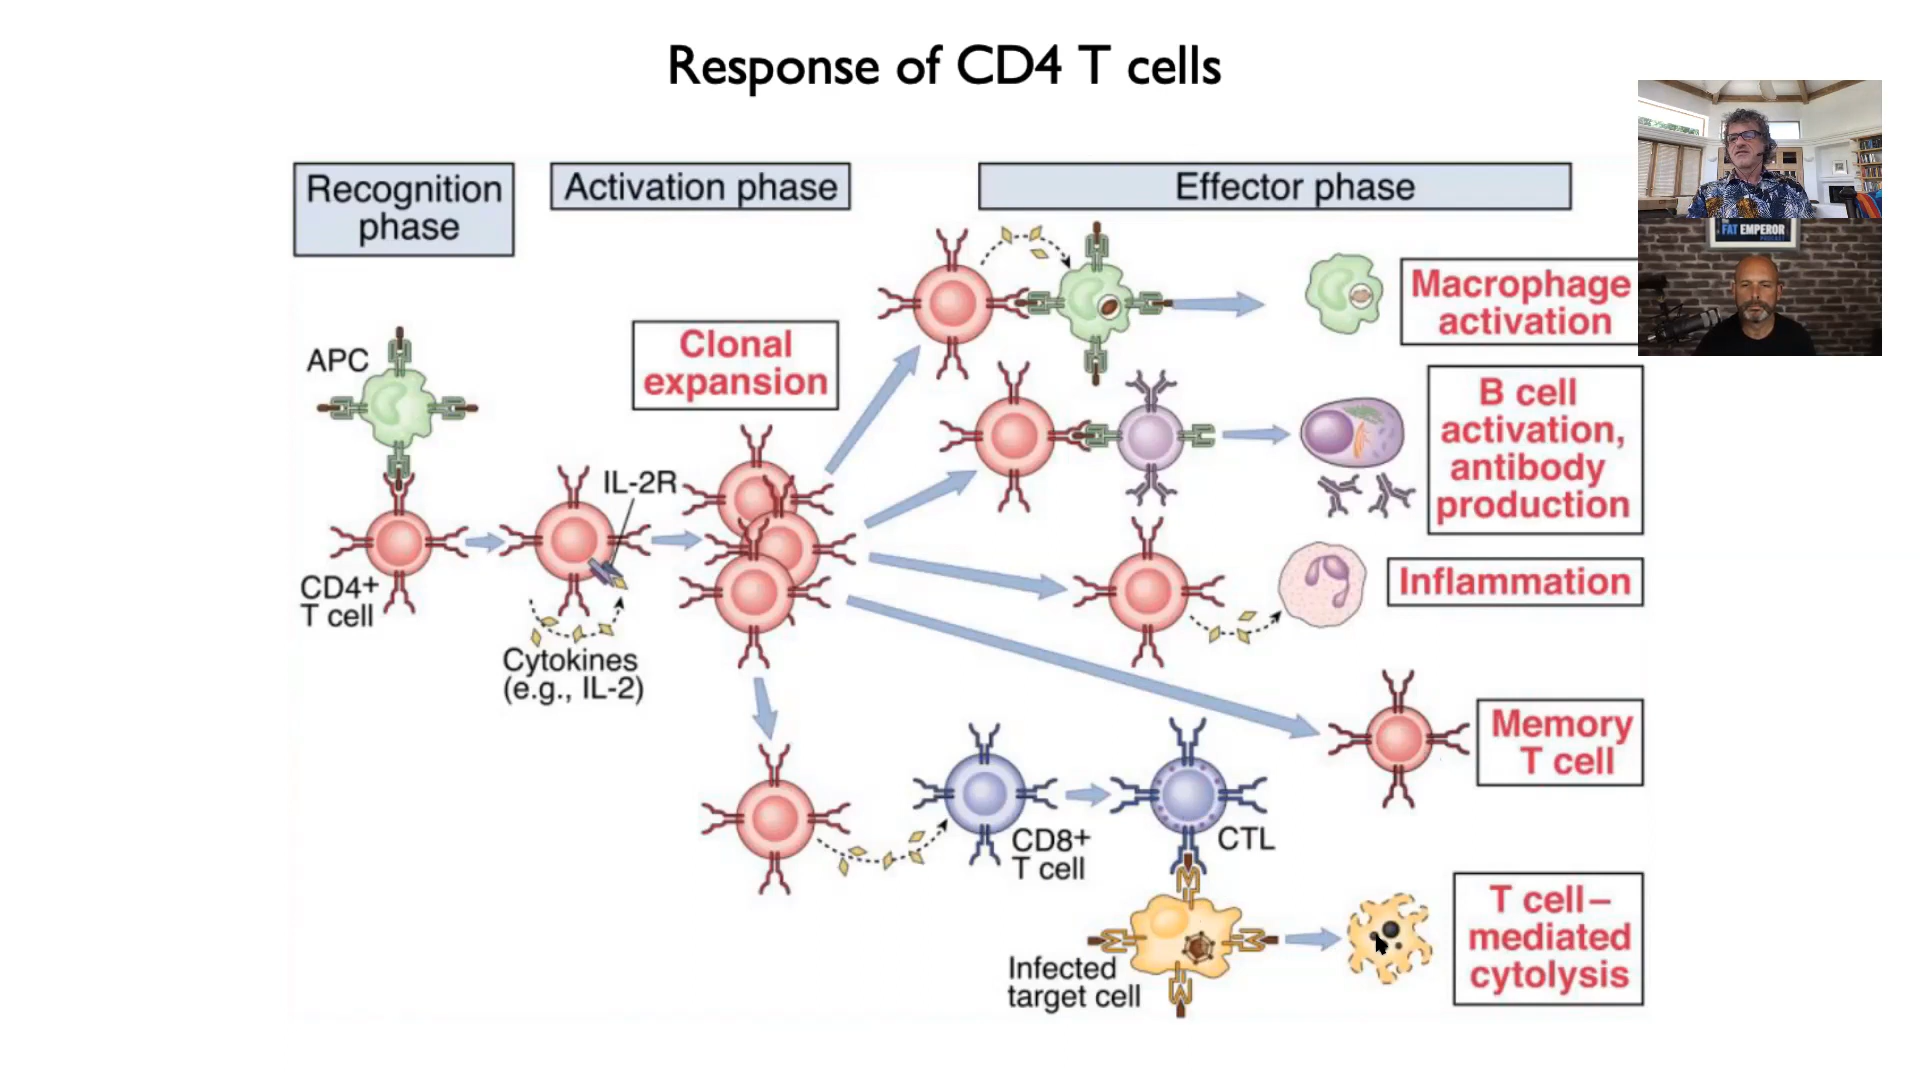 Response of CD4 T cells
Recognition
phase
Activation phase
Effector phase
FAT EMPEROR
PODCAST
APC
Clonal
expansion
Macrophage
activation
IL-2R
B cell
activation,
antibody
production
CD4+
T cell
Inflammation
Cytokines
(e.g., IL-2)
Memory
T cell
CD8+
T cell
CTL
Infected
target cell
T cell–
mediated
cytolysis